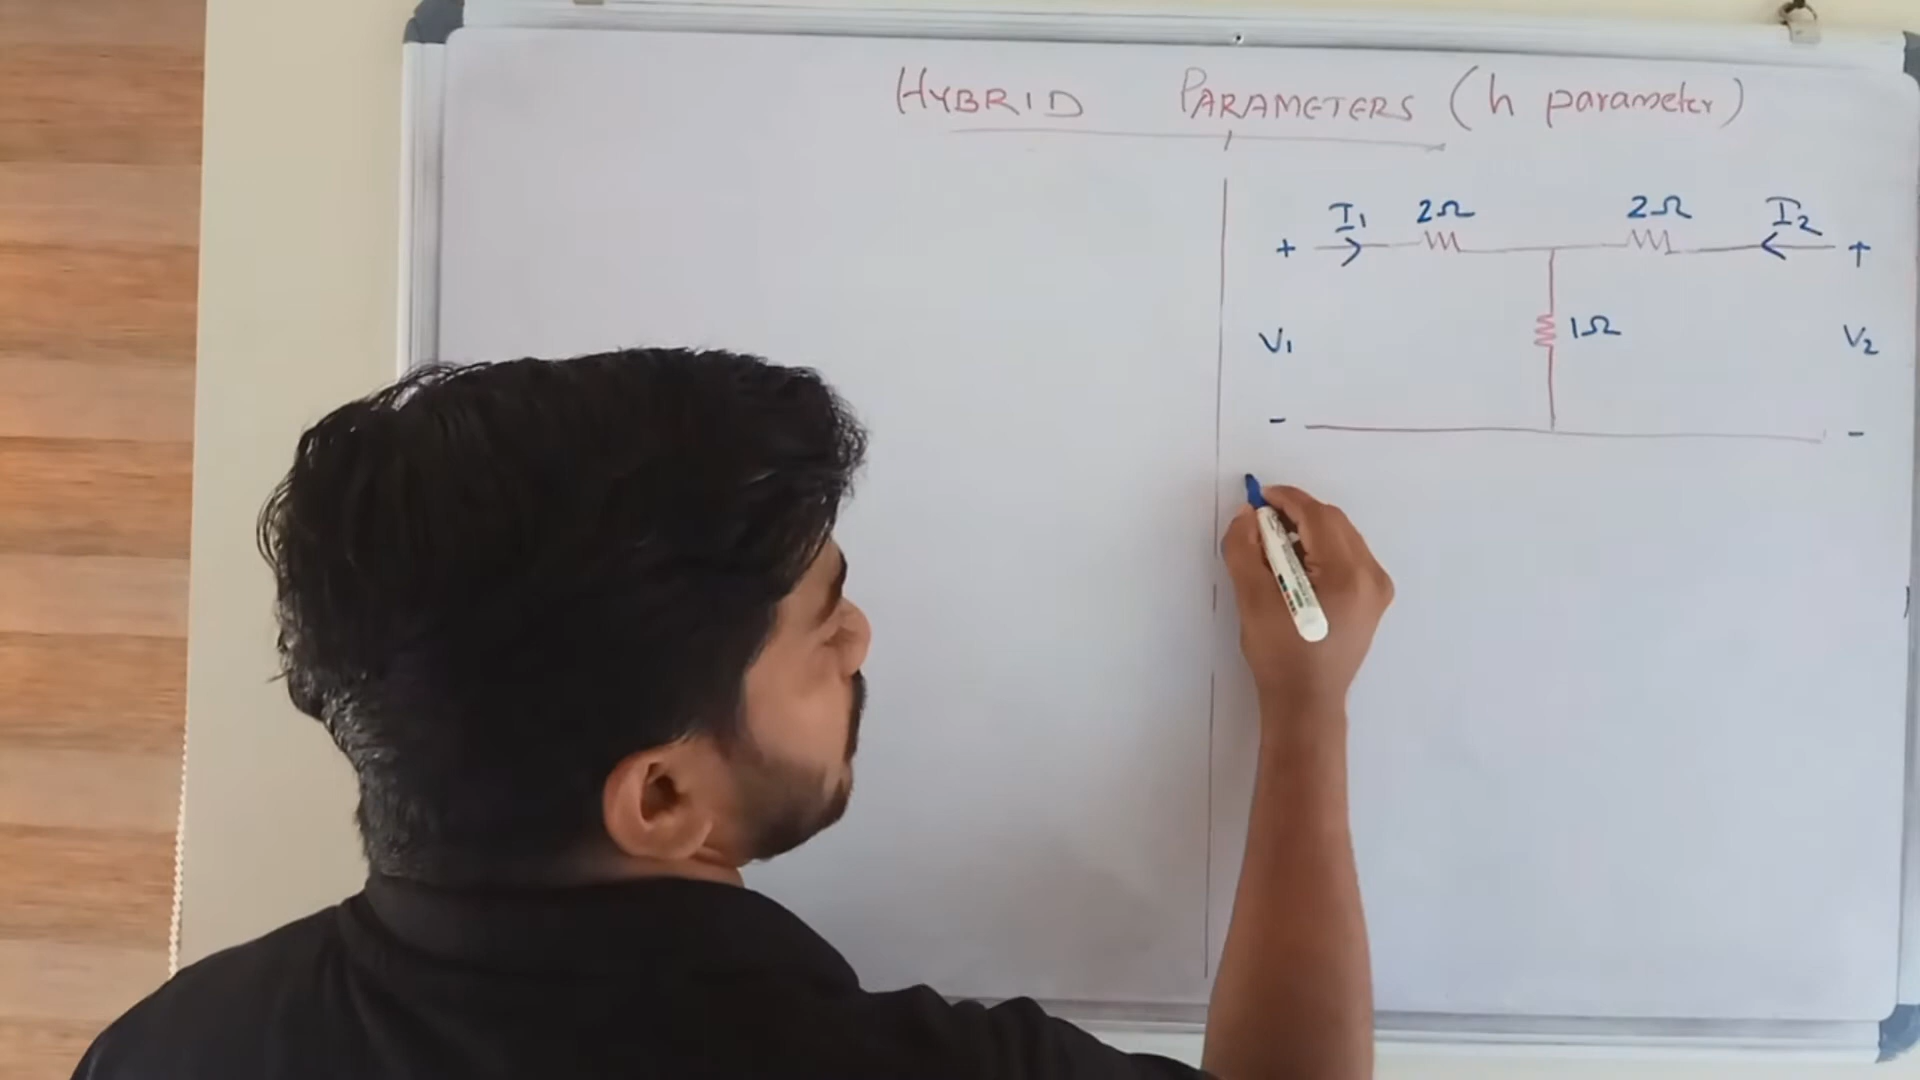 HYBRID PARAMETERS (h parameter)
I1 2Ω 2Ω I2
+ +
V1 1Ω V2
- -